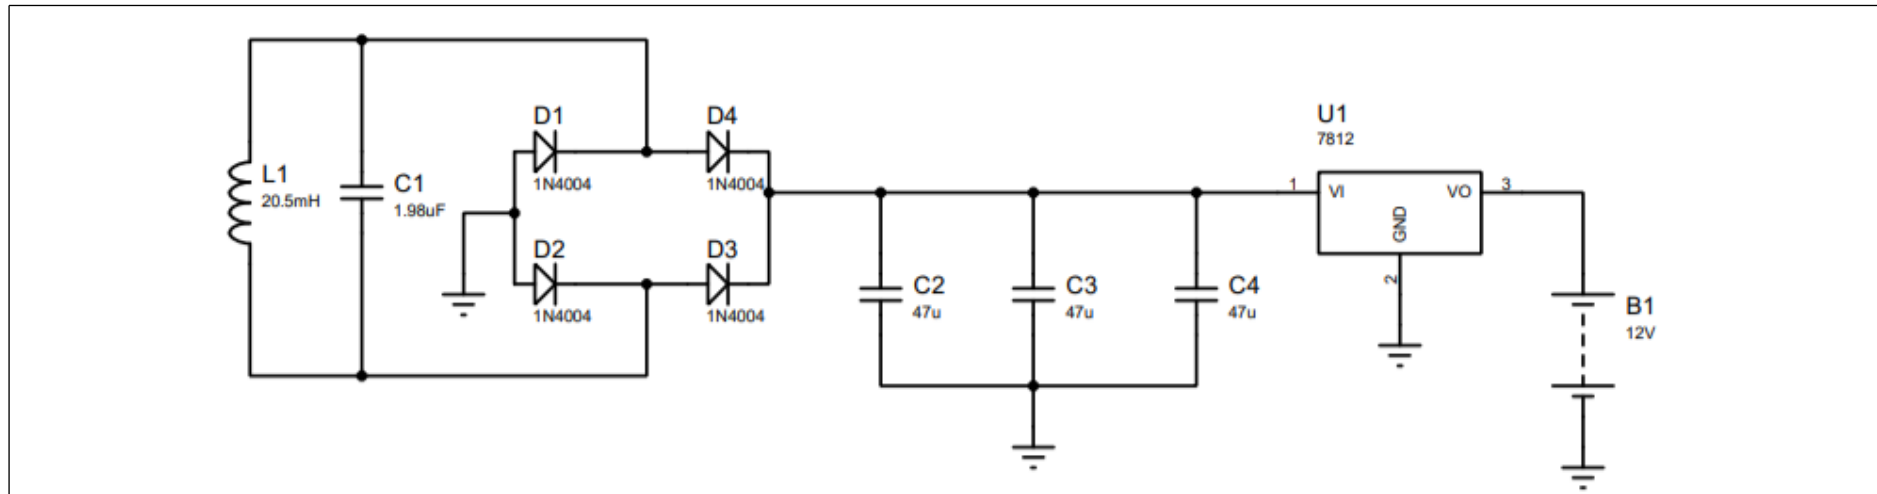 L1
20.5mH
C1
1.98uF
D1
1N4004
D4
1N4004
D2
1N4004
D3
1N4004
C2
47u
C3
47u
C4
47u
U1
7812
1
VI
VO
3
GND
2
B1
12V